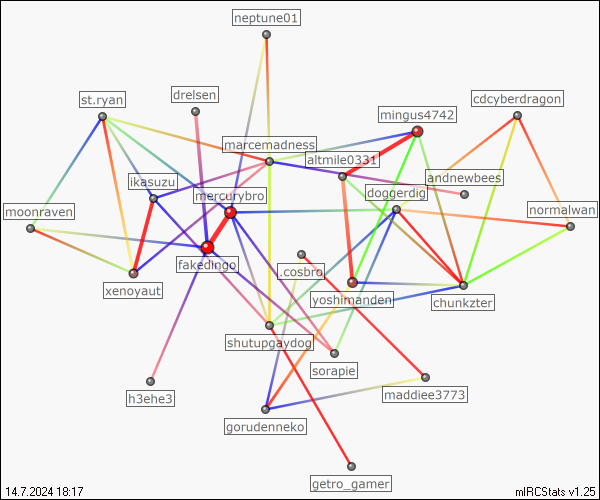 neptune01
drelsen
st.ryan
cdcyberdragon
mingus4742
marcemadness
altmile0331
andnewbees
ikasuzu
mercurybro
doggerdig
moonraven
normalwan
fakedingo
t.cosbro
xenoyaut
yoshimanden
chunkzter
shutupgaydog
sorapie
h3ehe3
maddiee3773
gorudenneko
getro_gamer
14.7.2024 18:17
mIRCStats v1.25